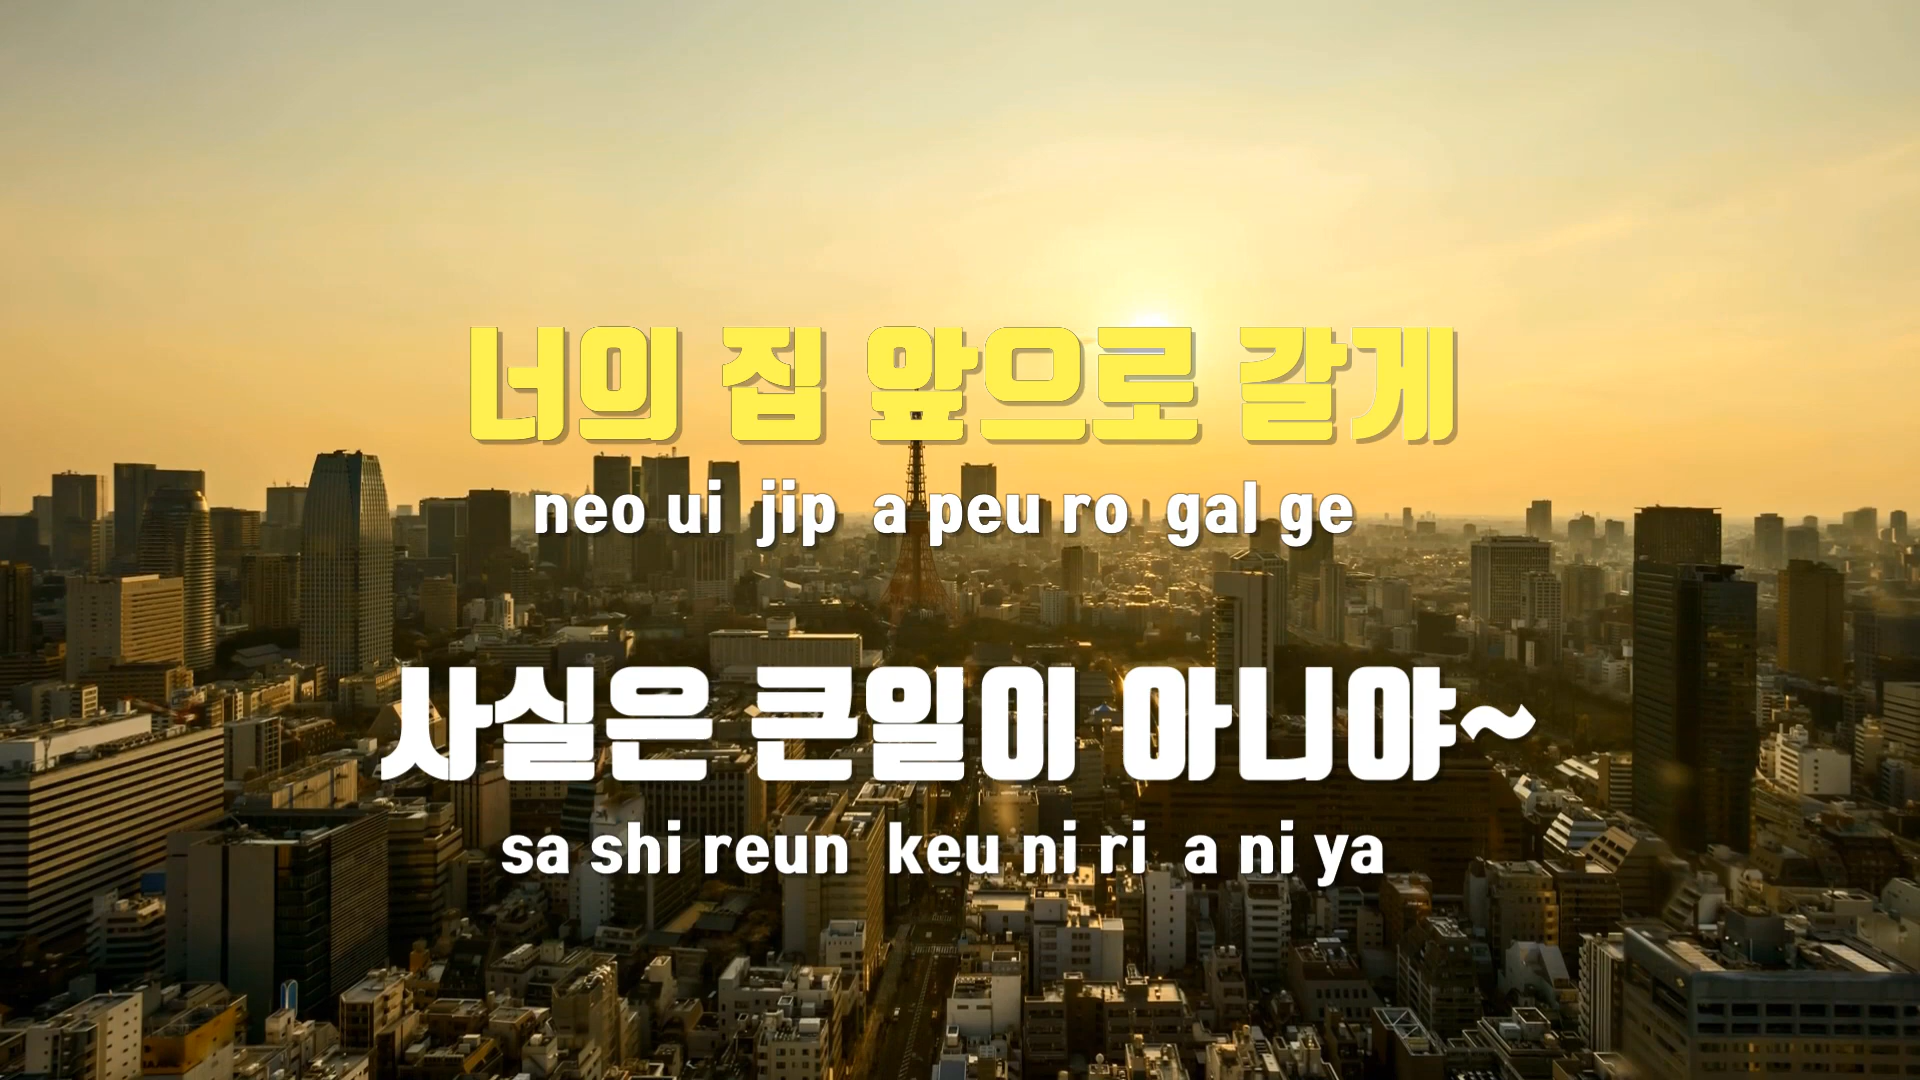 너의 집 앞으로 갈게
neo ui jip a peu ro gal ge
사실은 큰일이 아니야~
sa shi reun keu ni ri a ni ya